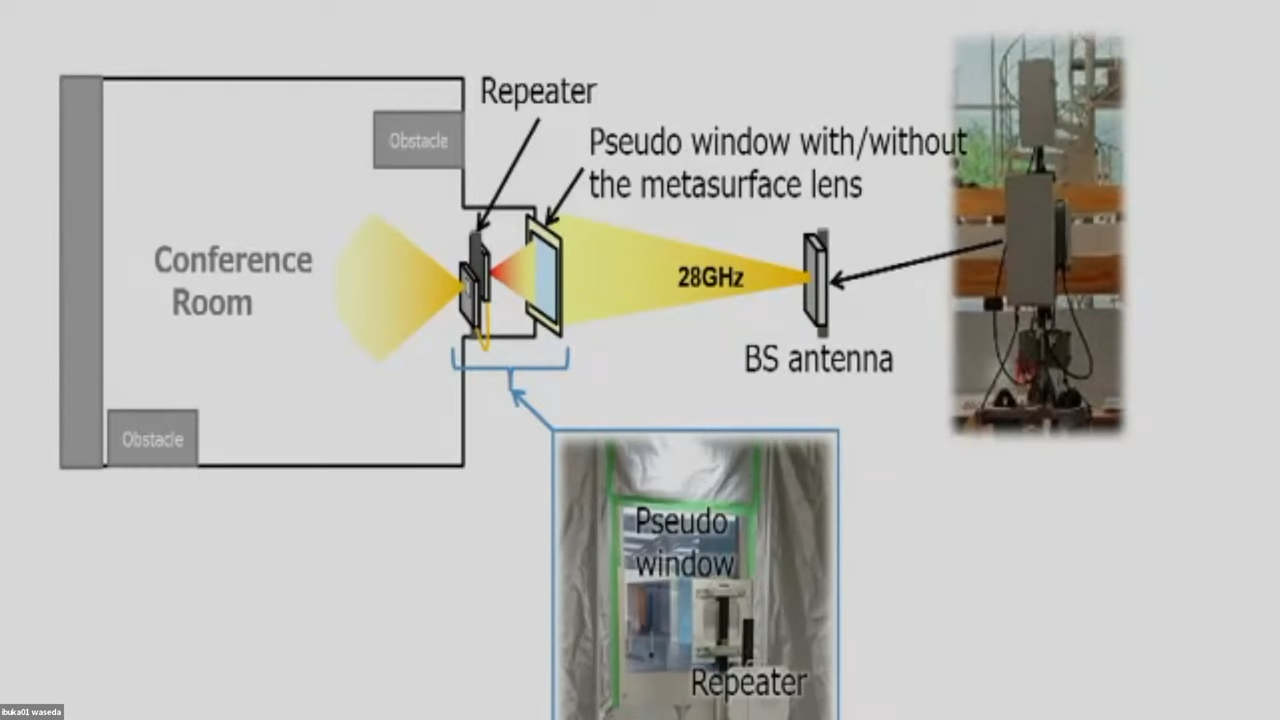 Repeater
Pseudo window with/without
the metasurface lens
Obstacle
Conference
Room
28GHz
BS antenna
Obstacle
Pseudo
window
Repeater
ibuka01 waseda